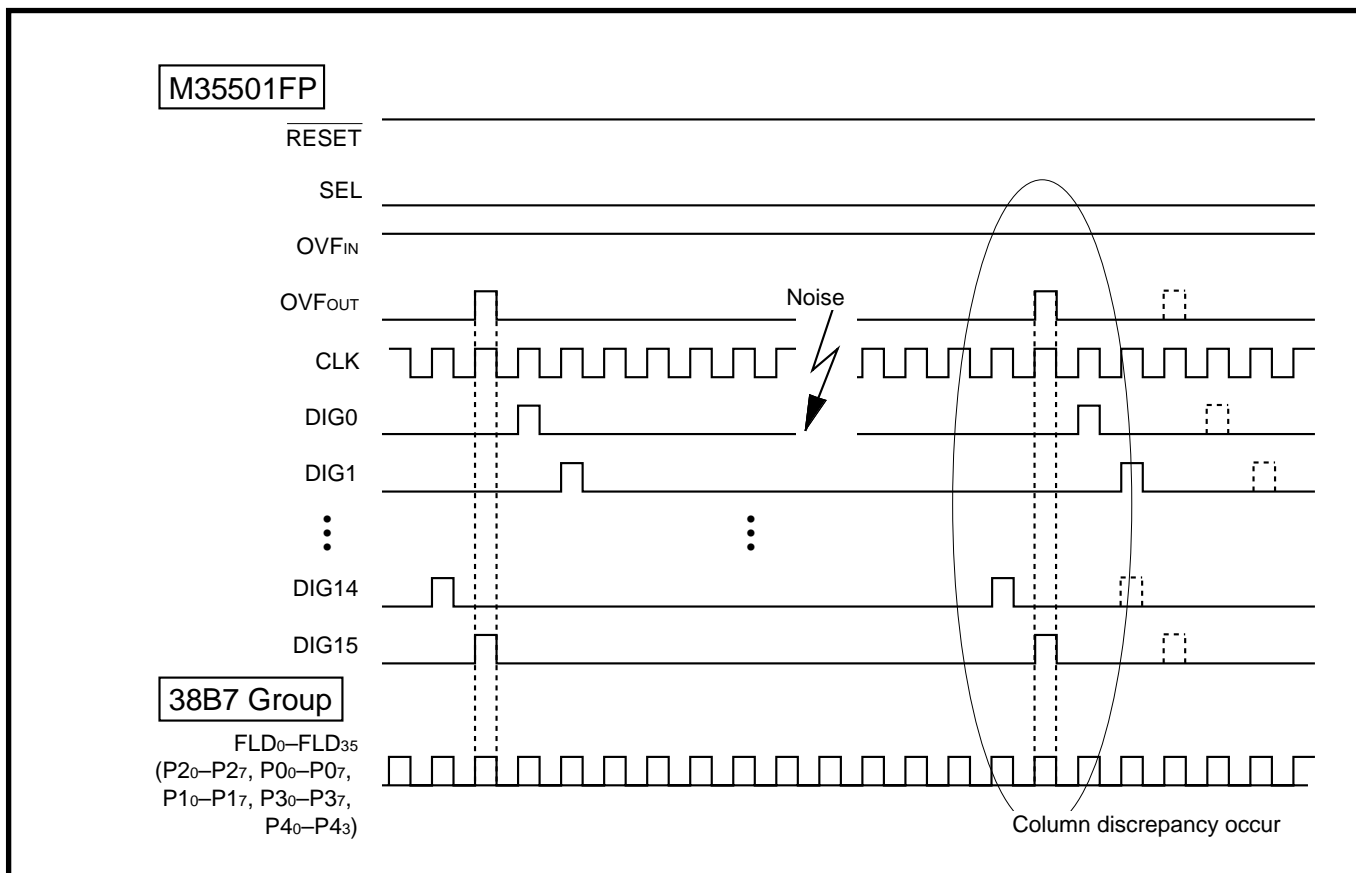 M35501FP
RESET
SEL
OVFIN
OVFOUT
Noise
CLK
DIG0
DIG1
DIG14
DIG15
38B7 Group
FLD0–FLD35
(P20–P27, P00–P07,
P10–P17, P30–P37,
P40–P43)
Column discrepancy occur